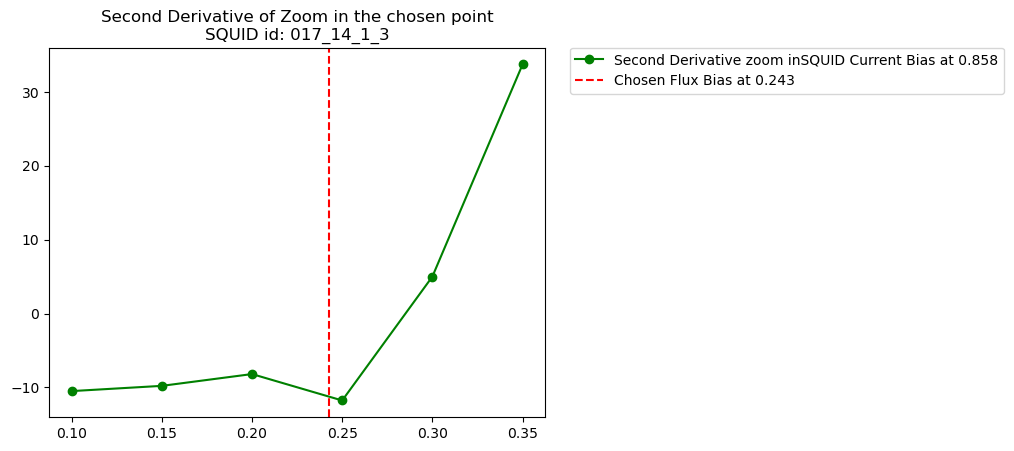 Second Derivative of Zoom in the chosen point
SQUID id: 017_14_1_3
Second Derivative zoom inSQUID Current Bias at 0.858
Chosen Flux Bias at 0.243
30
20
10
0
−10
0.10 0.15 0.20 0.25 0.30 0.35